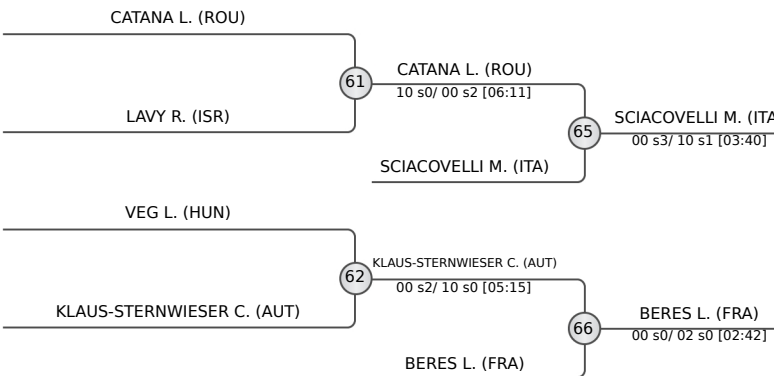 CATANA L. (ROU)
61
CATANA L. (ROU)
10 s0/ 00 s2 [06:11]
LAVY R. (ISR)
65
SCIACOVELLI M. (ITA
00 s3/ 10 s1 [03:40]
SCIACOVELLI M. (ITA)
VEG L. (HUN)
62
KLAUS-STERNWIESER C. (AUT)
00 s2/ 10 s0 [05:15]
KLAUS-STERNWIESER C. (AUT)
66
BERES L. (FRA)
00 s0/ 02 s0 [02:42]
BERES L. (FRA)